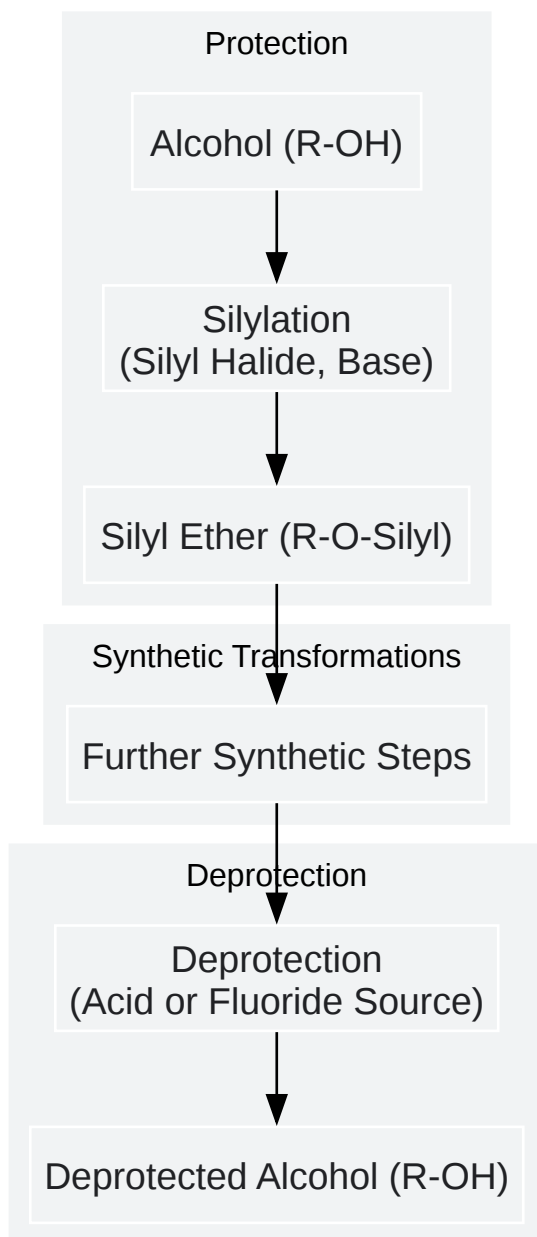 Protection
Alcohol (R-OH)
Silylation
(Silyl Halide, Base)
Silyl Ether (R-O-Silyl)
Synthetic Transformations
Further Synthetic Steps
Deprotection
Deprotection
(Acid or Fluoride Source)
Deprotected Alcohol (R-OH)